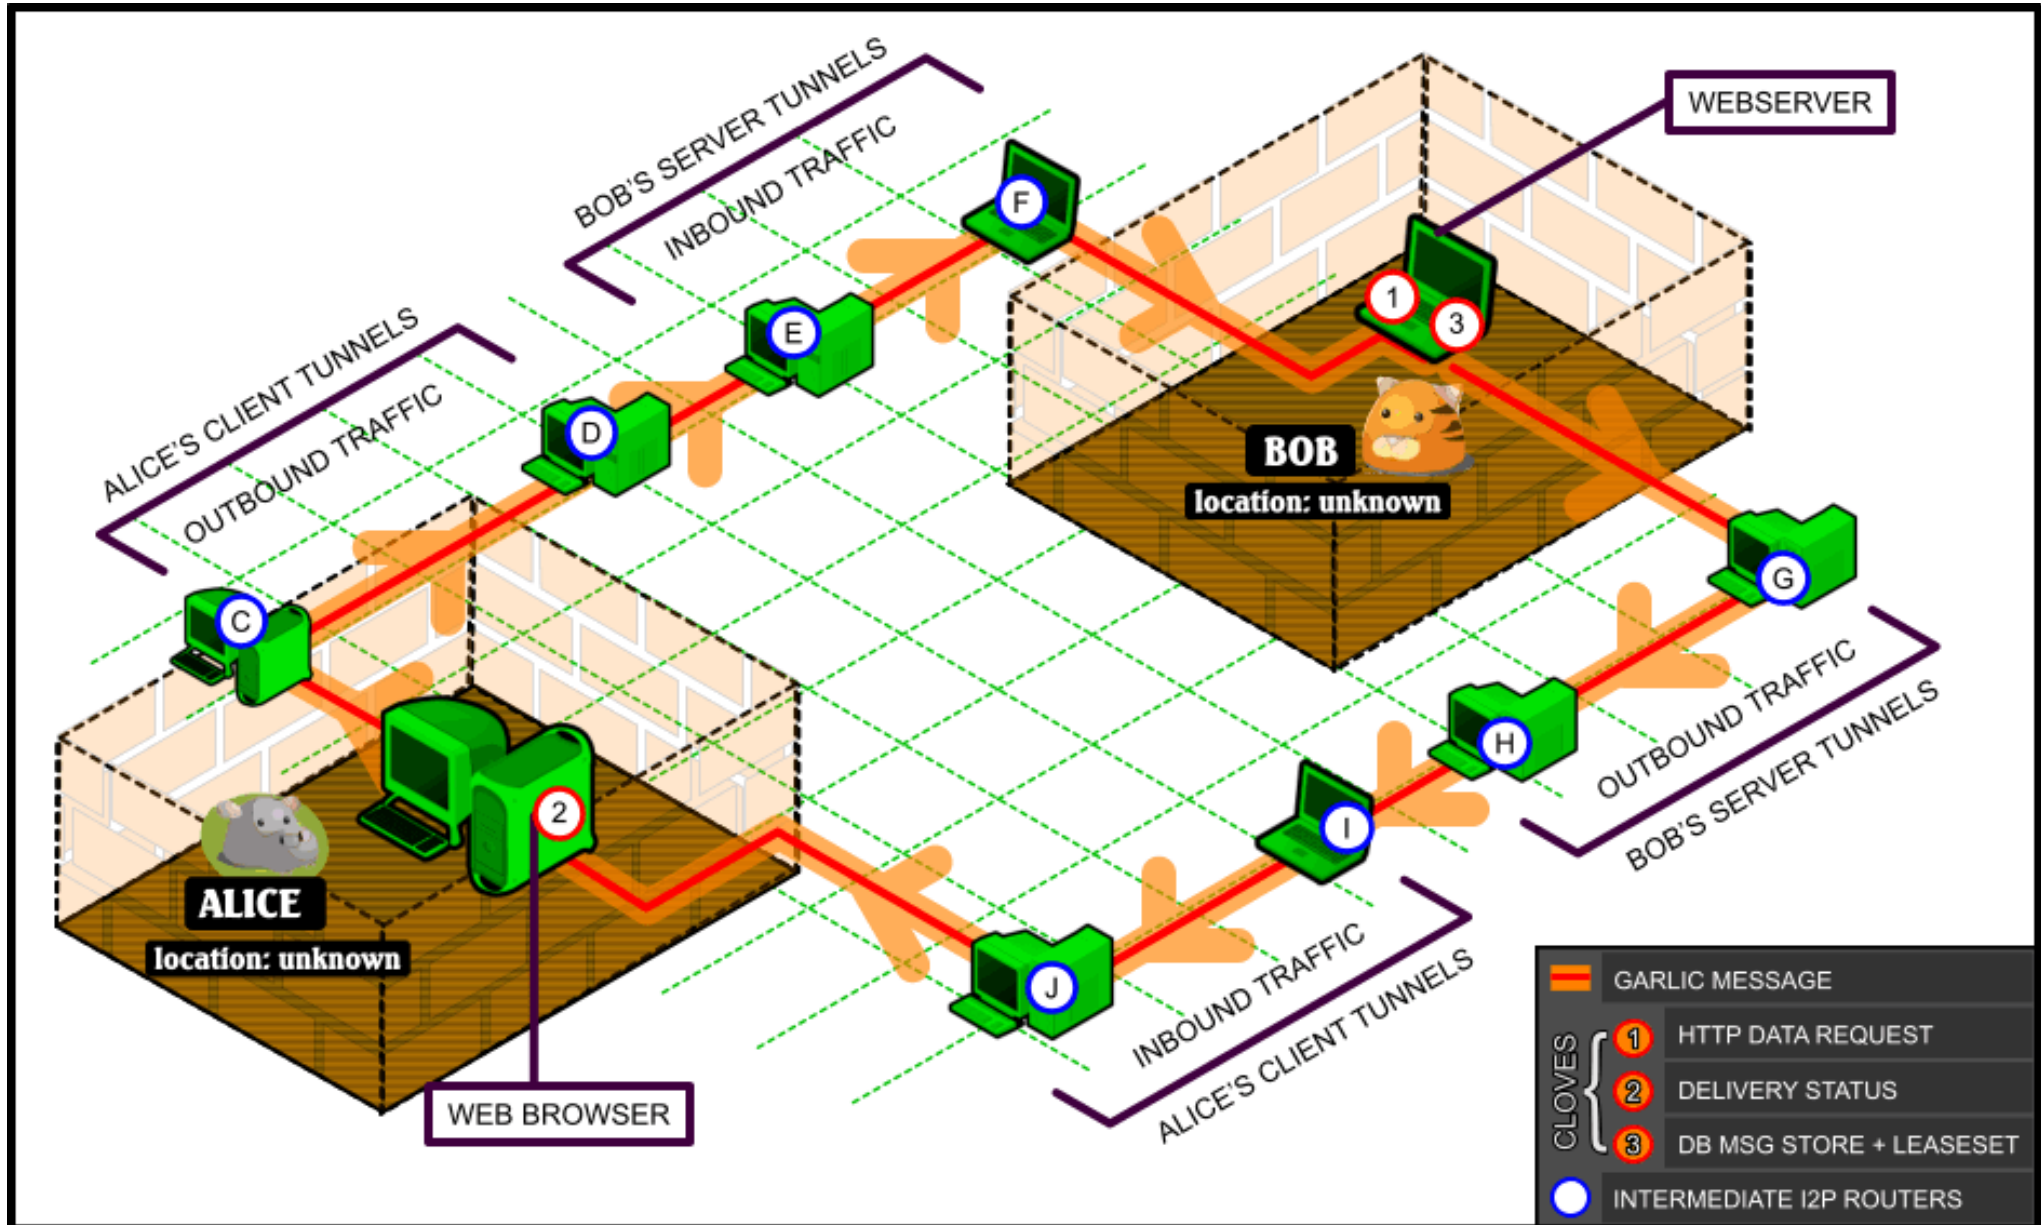 BOB'S SERVER TUNNELS
INBOUND TRAFFIC
WEBSERVER
F
1
3
E
ALICE'S CLIENT TUNNELS
OUTBOUND TRAFFIC
D
BOB
location: unknown
G
C
H
OUTBOUND TRAFFIC
BOB'S SERVER TUNNELS
2
I
ALICE
location: unknown
J
INBOUND TRAFFIC
ALICE'S CLIENT TUNNELS
WEB BROWSER
GARLIC MESSAGE
CLOVES
1 HTTP DATA REQUEST
2 DELIVERY STATUS
3 DB MSG STORE + LEASESET
INTERMEDIATE I2P ROUTERS